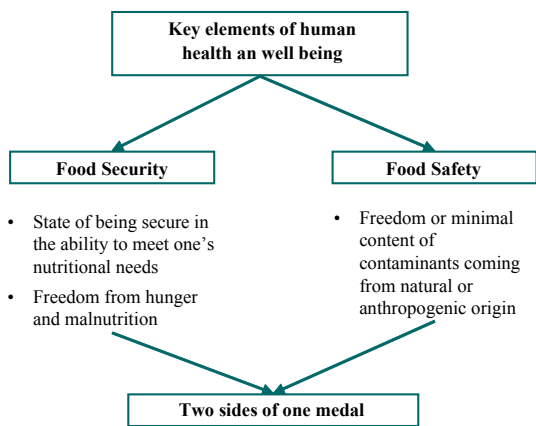 Key elements of human
health an well being
Food Security
Food Safety
• State of being secure in
the ability to meet one’s
nutritional needs
• Freedom from hunger
and malnutrition
• Freedom or minimal
content of
contaminants coming
from natural or
anthropogenic origin
Two sides of one medal